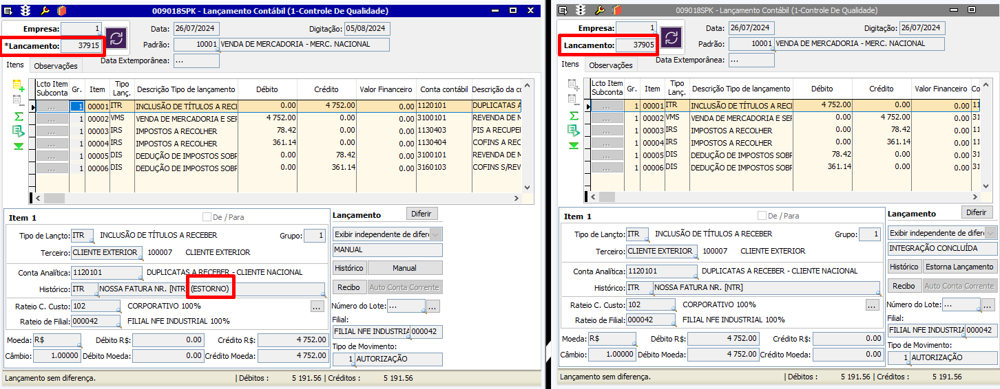 009018SPK - Lançamento Contábil (1-Controle De Qualidade)
Empresa: 1 Data: 26/07/2024 Digitação: 05/08/2024
*Lancamento: 37915 Padrão: 10001 VENDA DE MERCADORIA - MERC. NACIONAL
Data Extemporânea: ...
Itens Observações
Lcto Item Subconta Gr. Item Tipo Lanç. Descrição Tipo de lançamento Débito Crédito Valor Financeiro Conta contábil Descrição da co
... 1 00001 ITR INCLUSÃO DE TÍTULOS A RECI 0.00 4 752.00 0.00 1120101 DUPLICATAS A
... 1 00002 VMS VENDA DE MERCADORIA E SER 4 752.00 0.00 0.00 3100101 REVENDA DE M
... 1 00003 IRS IMPOSTOS A RECOLHER 78.42 0.00 0.00 1130403 PIS A RECUPER
... 1 00004 IRS IMPOSTOS A RECOLHER 361.14 0.00 0.00 1130404 COFINS A REC
... 1 00005 DIS DEDUÇÃO DE IMPOSTOS SOBR 0.00 78.42 0.00 3100101 REVENDA DE M
... 1 00006 DIS DEDUÇÃO DE IMPOSTOS SOBR 0.00 361.14 0.00 3160103 COFINS S/REV
Item 1 De / Para Lançamento Diferir
Tipo de Lançto: ITR INCLUSÃO DE TÍTULOS A RECEBER Grupo: 1 Exibir independente de difere
Terceiro: CLIENTE EXTERIOR 100007 CLIENTE EXTERIOR MANUAL
Conta Analítica: 1120101 DUPLICATAS A RECEBER - CLIENTE NACIONAL Histórico Manual
Histórico: ITR NOSSA FATURA NR. [NTR] (ESTORNO) Recibo Auto Conta Corrente
Rateio C. Custo: 102 CORPORATIVO 100% ... Número do Lote: ... ...
Rateio de Filial: 000042 FILIAL NFE INDUSTRIAL 100% Filial:
FILIAL NFE INDUSTRIA 000042
Moeda: R$ Débito R$: 0.00 Crédito R$: 4 752.00 Tipo de Movimento:
Câmbio: 1.00000 Débito Moeda: 0.00 Crédito Moeda: 4 752.00 1 AUTORIZAÇÃO
Lançamento sem diferença. | Débitos : 5 191.56 | Créditos : 5 191.56
009018SPK - Lançamento Contábil (1-Controle De Qualidade)
Empresa: 1 Data: 26/07/2024 Digitação: 26/07/2024
Lancamento: 37905 Padrão: 10001 VENDA DE MERCADORIA - MERC. NACIONAL
Data Extemporânea: ...
Itens Observações
Lcto Item Subconta Gr. Item Tipo Lanç. Descrição Tipo de lançamento Débito Crédito Valor Financeiro Co
... 1 00001 ITR INCLUSÃO DE TÍTULOS A RECI 4 752.00 0.00 0.00 11
... 1 00002 VMS VENDA DE MERCADORIA E SER 0.00 4 752.00 0.00 31
... 1 00003 IRS IMPOSTOS A RECOLHER 0.00 78.42 0.00 11
... 1 00004 IRS IMPOSTOS A RECOLHER 0.00 361.14 0.00 11
... 1 00005 DIS DEDUÇÃO DE IMPOSTOS SOBR 78.42 0.00 0.00 31
... 1 00006 DIS DEDUÇÃO DE IMPOSTOS SOBR 361.14 0.00 0.00 31
Item 1 De / Para Lançamento Diferir
Tipo de Lançto: ITR INCLUSÃO DE TÍTULOS A RECEBER Grupo: 1 Exibir independente de difere
Terceiro: CLIENTE EXTERIOR 100007 CLIENTE EXTERIOR INTEGRAÇÃO CONCLUÍDA
Conta Analítica: 1120101 DUPLICATAS A RECEBER - CLIENTE NACIONAL Histórico Estorna Lançamento
Histórico: ITR NOSSA FATURA NR. [NTR] Recibo Auto Conta Corrente
Rateio C. Custo: 102 CORPORATIVO 100% ... Número do Lote: ... ...
Rateio de Filial: 000042 FILIAL NFE INDUSTRIAL 100% Filial:
FILIAL NFE INDUSTRIA 000042
Moeda: R$ Débito R$: 4 752.00 Crédito R$: 0.00 Tipo de Movimento:
Câmbio: 1.00000 Débito Moeda: 4 752.00 Crédito Moeda: 0.00 1 AUTORIZAÇÃO
Lançamento sem diferença. | Débitos : 5 191.56 | Créditos : 5 191.56